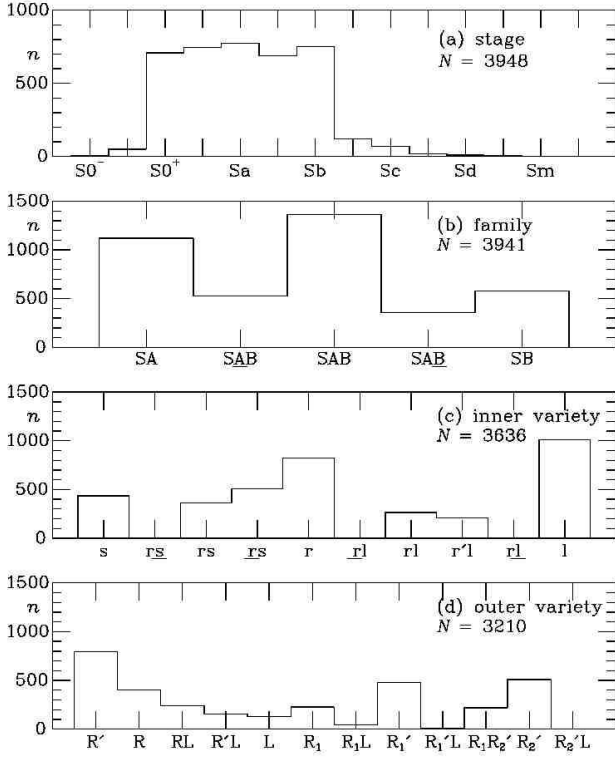 1000
n
500
0
(a) stage
N = 3948
S0⁻ S0⁺ Sa Sb Sc Sd Sm
1500
n
1000
500
0
(b) family
N = 3941
SA SAB SAB SAB SB
1500
n
1000
500
0
(c) inner variety
N = 3636
s rs rs rs r rl rl r′l rl l
1500
n
1000
500
0
(d) outer variety
N = 3210
R′ R RL R′L L R₁ R₁L R₁′ R₁′L R₁R₂′ R₂′ R₂′L